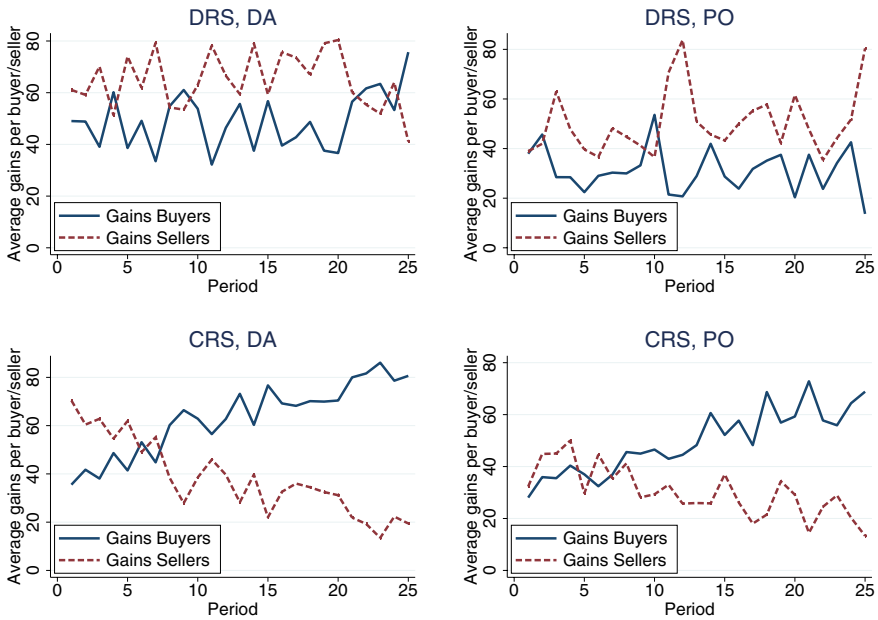 DRS, DA
Average gains per buyer/seller
80
60
40
20
0
Gains Buyers
Gains Sellers
0 5 10 15 20 25
Period
DRS, PO
Average gains per buyer/seller
80
60
40
20
0
Gains Buyers
Gains Sellers
0 5 10 15 20 25
Period
CRS, DA
Average gains per buyer/seller
80
60
40
20
0
Gains Buyers
Gains Sellers
0 5 10 15 20 25
Period
CRS, PO
Average gains per buyer/seller
80
60
40
20
0
Gains Buyers
Gains Sellers
0 5 10 15 20 25
Period